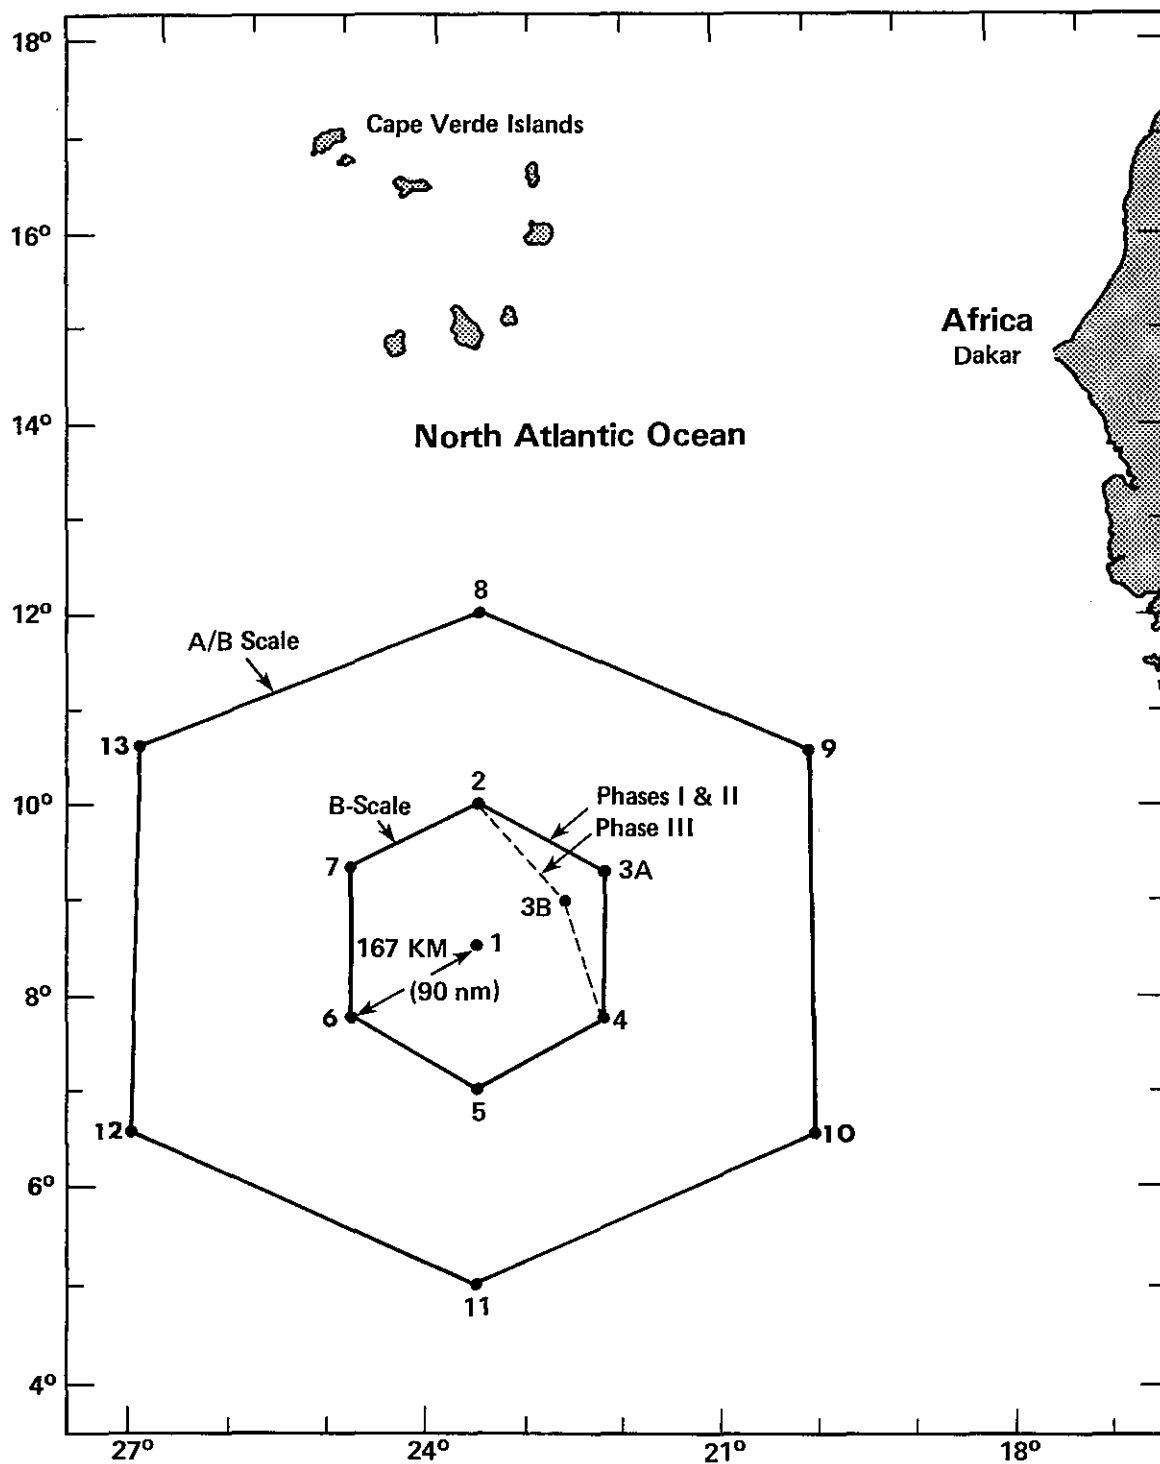 18°
Cape Verde Islands
16°
Africa
Dakar
14°
North Atlantic Ocean
12°
8
A/B Scale
13
9
10°
2
B-Scale
Phases I & II
Phase III
7
3A
3B
167 KM
1
(90 nm)
8°
6
4
5
12
10
6°
11
4°
27°
24°
21°
18°